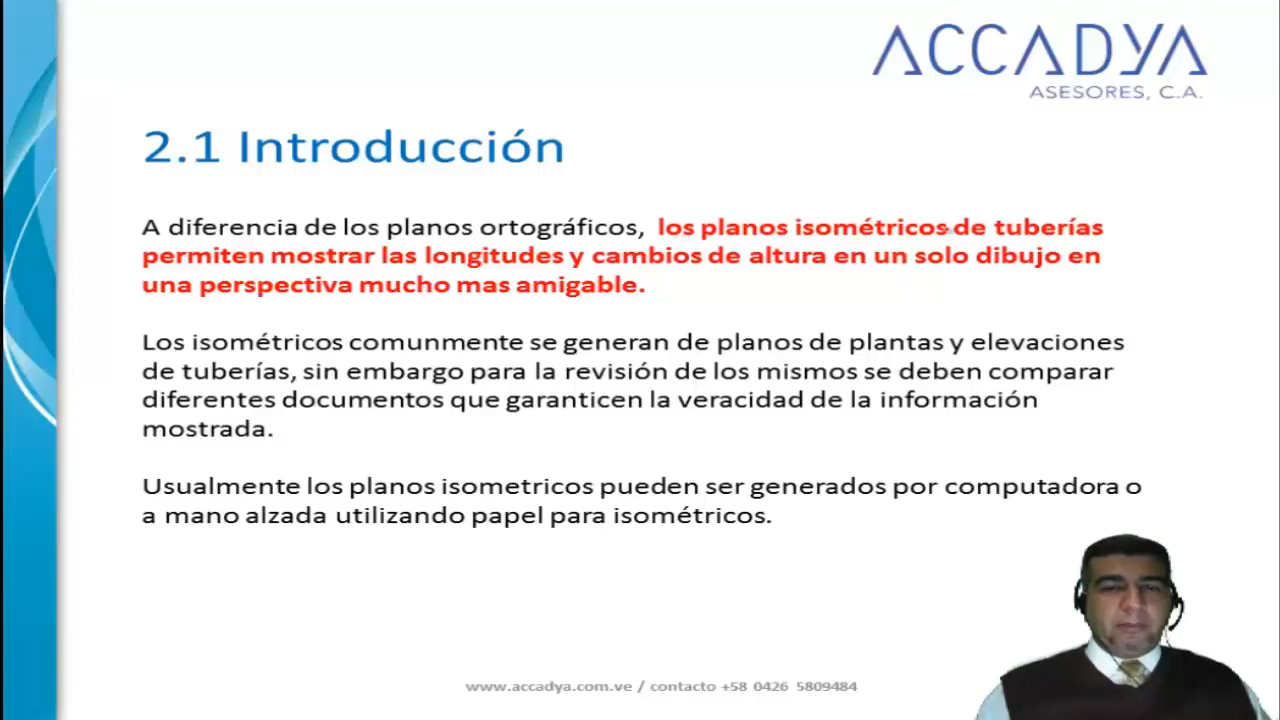 ACCADYA
ASESORES, C.A.
2.1 Introducción
A diferencia de los planos ortográficos, los planos isométricos de tuberías
permiten mostrar las longitudes y cambios de altura en un solo dibujo en
una perspectiva mucho mas amigable.
Los isométricos comunmente se generan de planos de plantas y elevaciones
de tuberías, sin embargo para la revisión de los mismos se deben comparar
diferentes documentos que garanticen la veracidad de la información
mostrada.
Usualmente los planos isometricos pueden ser generados por computadora o
a mano alzada utilizando papel para isométricos.
www.accadya.com.ve / contacto +58 0426 5809484